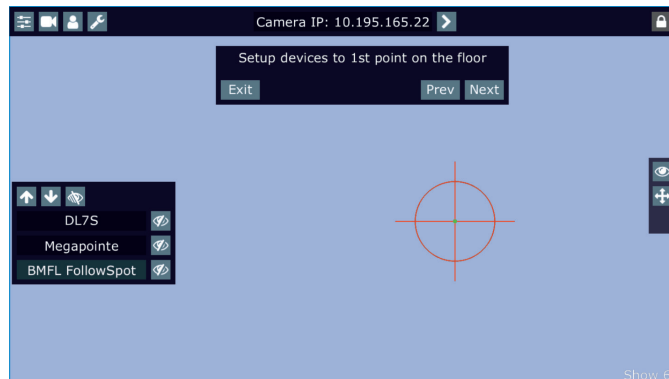 Camera IP: 10.195.165.22
Setup devices to 1st point on the floor
Exit Prev Next
DL7S
Megapointe
BMFL FollowSpot
Show